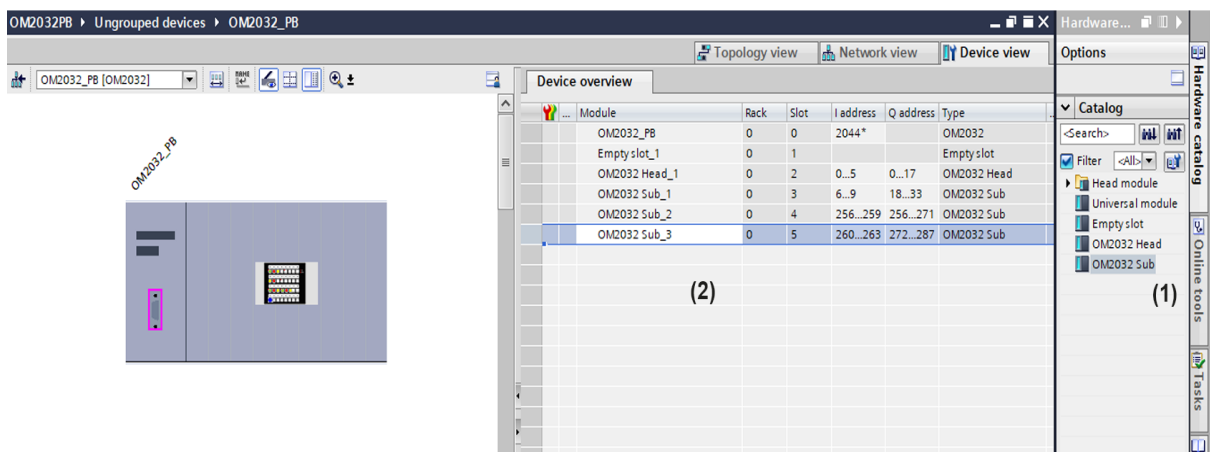 OM2032PB ▸ Ungrouped devices ▸ OM2032_PB
Hardware...
Topology view
Network view
Device view
Options
OM2032_PB [OM2032]
Device overview
... Module Rack Slot I address Q address Type ..
OM2032_PB 0 0 2044* OM2032
Empty slot_1 0 1 Empty slot
OM2032 Head_1 0 2 0...5 0...17 OM2032 Head
OM2032 Sub_1 0 3 6...9 18...33 OM2032 Sub
OM2032 Sub_2 0 4 256...259 256...271 OM2032 Sub
OM2032 Sub_3 0 5 260...263 272...287 OM2032 Sub
OM2032_PB
(2)
Catalog
<Search>
Filter <All>
Head module
Universal module
Empty slot
OM2032 Head
OM2032 Sub
(1)
Hardware catalog
Online tools
Tasks